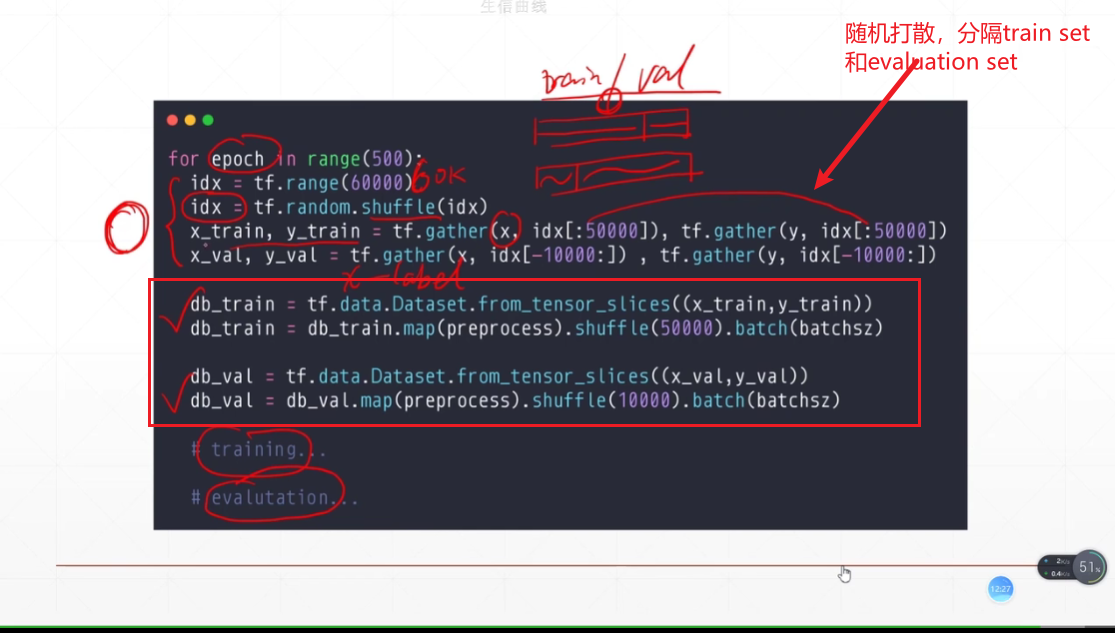 生信曲线
随机打散，分隔train set
和evaluation set
train / val
for epoch in range(500):
idx = tf.range(60000)
60K
idx = tf.random.shuffle(idx)
x_train, y_train = tf.gather(x, idx[:50000]), tf.gather(y, idx[:50000])
x_val, y_val = tf.gather(x, idx[-10000:]) , tf.gather(y, idx[-10000:])
x-label
db_train = tf.data.Dataset.from_tensor_slices((x_train,y_train))
db_train = db_train.map(preprocess).shuffle(50000).batch(batchsz)
db_val = tf.data.Dataset.from_tensor_slices((x_val,y_val))
db_val = db_val.map(preprocess).shuffle(10000).batch(batchsz)
# training...
# evalutation...
51%
12:27